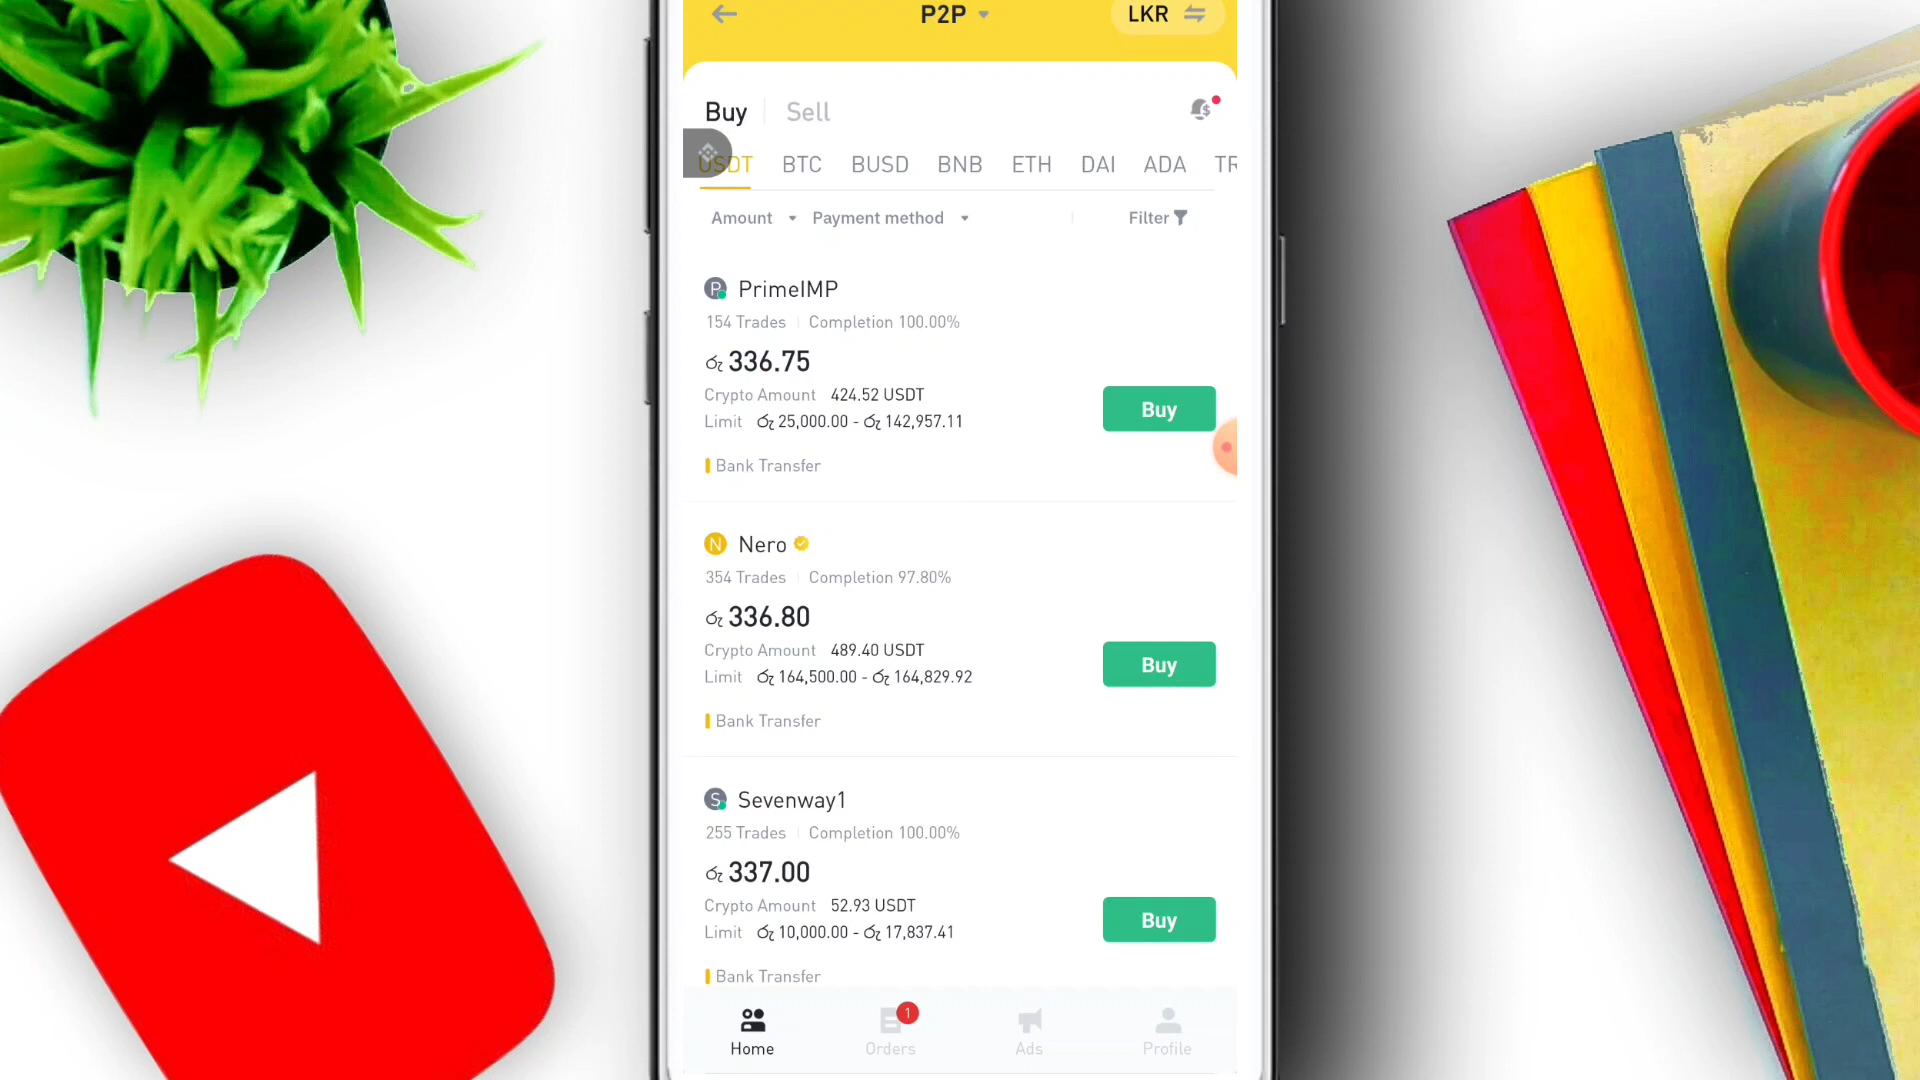 P2P
LKR
Buy
Sell
USDT BTC BUSD BNB ETH DAI ADA TR
Amount Payment method Filter
P PrimeIMP
154 Trades Completion 100.00%
රු 336.75
Crypto Amount 424.52 USDT
Limit රු 25,000.00 - රු 142,957.11
Buy
Bank Transfer
N Nero
354 Trades Completion 97.80%
රු 336.80
Crypto Amount 489.40 USDT
Limit රු 164,500.00 - රු 164,829.92
Buy
Bank Transfer
S Sevenway1
255 Trades Completion 100.00%
රු 337.00
Crypto Amount 52.93 USDT
Limit රු 10,000.00 - රු 17,837.41
Buy
Bank Transfer
1
Home Orders Ads Profile